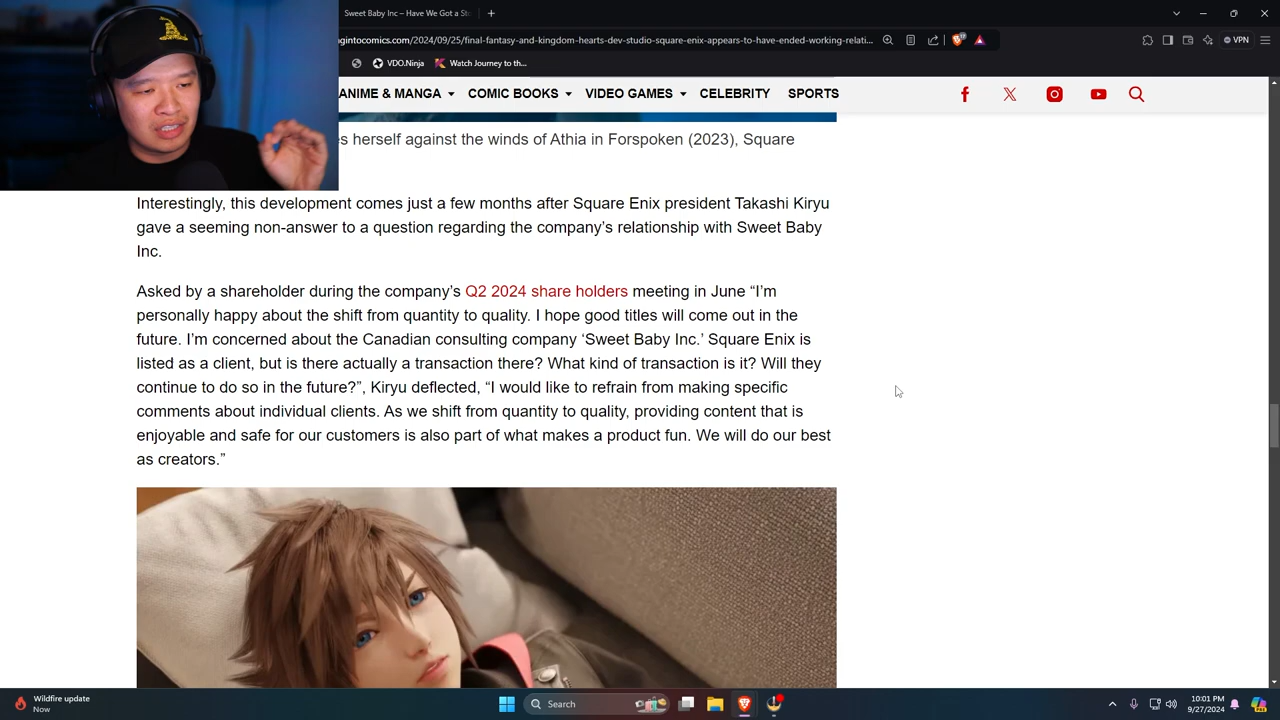 Sweet Baby Inc – Have We Got a St
gintocomics.com/2024/09/25/final-fantasy-and-kingdom-hearts-dev-studio-square-enix-appears-to-have-ended-working-relati...
VPN
VDO.Ninja
Watch Journey to th...
ANIME & MANGA
COMIC BOOKS
VIDEO GAMES
CELEBRITY
SPORTS
es herself against the winds of Athia in Forspoken (2023), Square
Interestingly, this development comes just a few months after Square Enix president Takashi Kiryu
gave a seeming non-answer to a question regarding the company’s relationship with Sweet Baby
Inc.
Asked by a shareholder during the company’s Q2 2024 share holders meeting in June “I’m
personally happy about the shift from quantity to quality. I hope good titles will come out in the
future. I’m concerned about the Canadian consulting company ‘Sweet Baby Inc.’ Square Enix is
listed as a client, but is there actually a transaction there? What kind of transaction is it? Will they
continue to do so in the future?”, Kiryu deflected, “I would like to refrain from making specific
comments about individual clients. As we shift from quantity to quality, providing content that is
enjoyable and safe for our customers is also part of what makes a product fun. We will do our best
as creators.”
Wildfire update
Now
Search
10:01 PM
9/27/2024